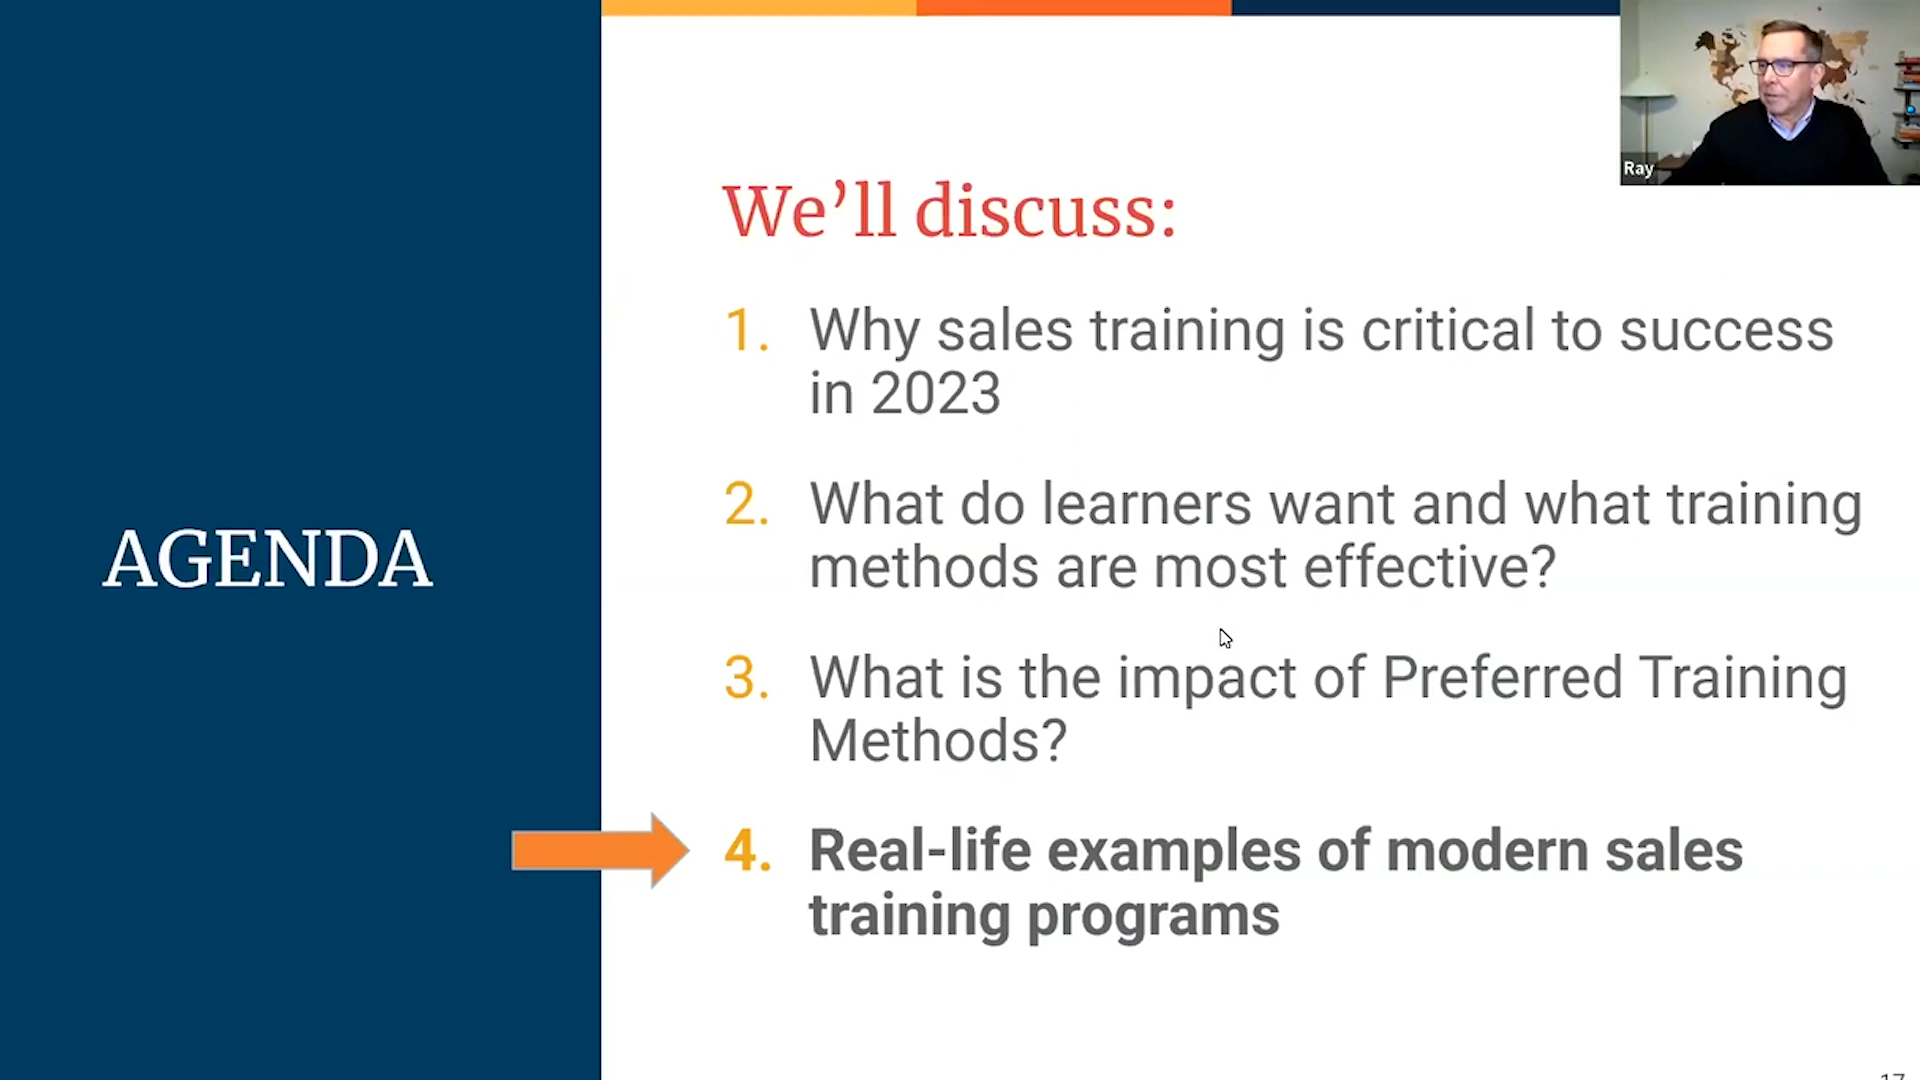 Ray
We’ll discuss:
1. Why sales training is critical to success
in 2023
2. What do learners want and what training
methods are most effective?
AGENDA
3. What is the impact of Preferred Training
Methods?
4. Real-life examples of modern sales
training programs
17